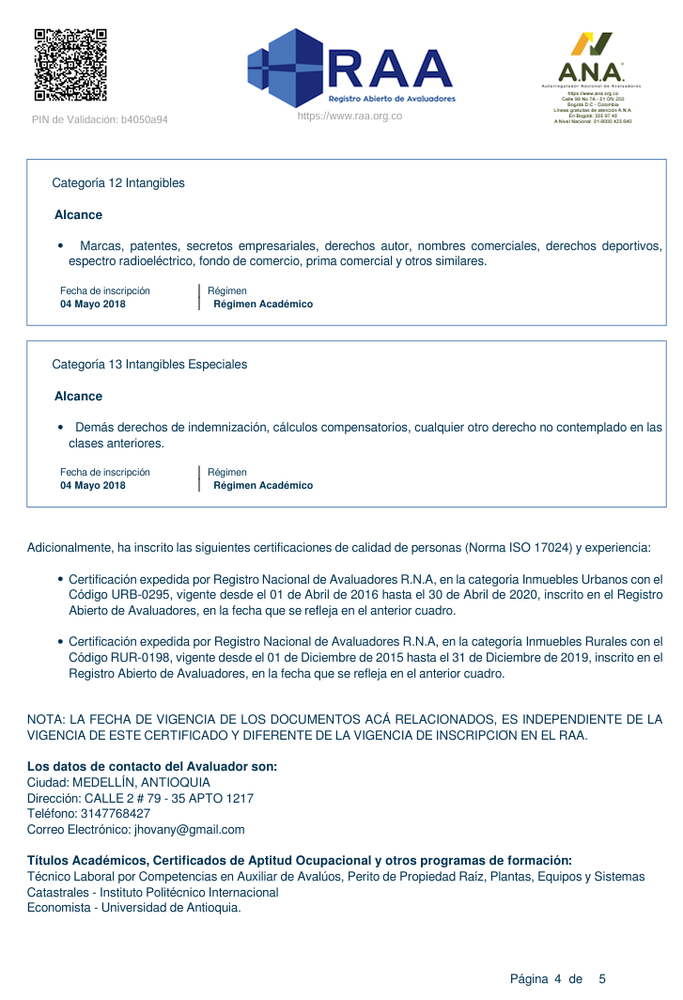 RAA
Registro Abierto de Avaluadores
A.N.A.
Autorregulador Nacional de Avaluadores
https://www.ana.org.co
Calle 99 No 7A - 51 Ofc 203
Bogotá D.C - Colombia
Líneas gratuitas de atención A.N.A.
En Bogotá: 355 97 43
A Nivel Nacional: 01-8000 423 640
PIN de Validación: b4050a94
https://www.raa.org.co
Categoría 12 Intangibles
Alcance
• Marcas, patentes, secretos empresariales, derechos autor, nombres comerciales, derechos deportivos,
espectro radioeléctrico, fondo de comercio, prima comercial y otros similares.
Fecha de inscripción Régimen
04 Mayo 2018 Régimen Académico
Categoría 13 Intangibles Especiales
Alcance
• Demás derechos de indemnización, cálculos compensatorios, cualquier otro derecho no contemplado en las
clases anteriores.
Fecha de inscripción Régimen
04 Mayo 2018 Régimen Académico
Adicionalmente, ha inscrito las siguientes certificaciones de calidad de personas (Norma ISO 17024) y experiencia:
• Certificación expedida por Registro Nacional de Avaluadores R.N.A, en la categoría Inmuebles Urbanos con el
Código URB-0295, vigente desde el 01 de Abril de 2016 hasta el 30 de Abril de 2020, inscrito en el Registro
Abierto de Avaluadores, en la fecha que se refleja en el anterior cuadro.
• Certificación expedida por Registro Nacional de Avaluadores R.N.A, en la categoría Inmuebles Rurales con el
Código RUR-0198, vigente desde el 01 de Diciembre de 2015 hasta el 31 de Diciembre de 2019, inscrito en el
Registro Abierto de Avaluadores, en la fecha que se refleja en el anterior cuadro.
NOTA: LA FECHA DE VIGENCIA DE LOS DOCUMENTOS ACÁ RELACIONADOS, ES INDEPENDIENTE DE LA
VIGENCIA DE ESTE CERTIFICADO Y DIFERENTE DE LA VIGENCIA DE INSCRIPCIÓN EN EL RAA.
Los datos de contacto del Avaluador son:
Ciudad: MEDELLÍN, ANTIOQUIA
Dirección: CALLE 2 # 79 - 35 APTO 1217
Teléfono: 3147768427
Correo Electrónico: jhovany@gmail.com
Títulos Académicos, Certificados de Aptitud Ocupacional y otros programas de formación:
Técnico Laboral por Competencias en Auxiliar de Avalúos, Perito de Propiedad Raíz, Plantas, Equipos y Sistemas
Catastrales - Instituto Politécnico Internacional
Economista - Universidad de Antioquia.
Página 4 de 5